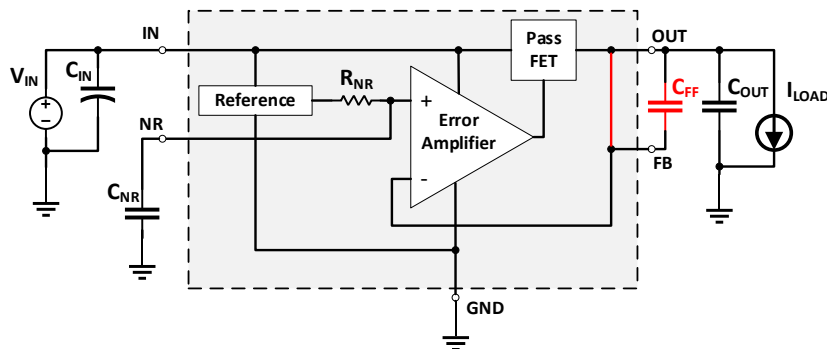 IN
OUT
Pass
FET
V_IN
C_IN
R_NR
Reference
+
-
+
-
Error
Amplifier
C_FF
C_OUT
I_LOAD
NR
FB
C_NR
GND